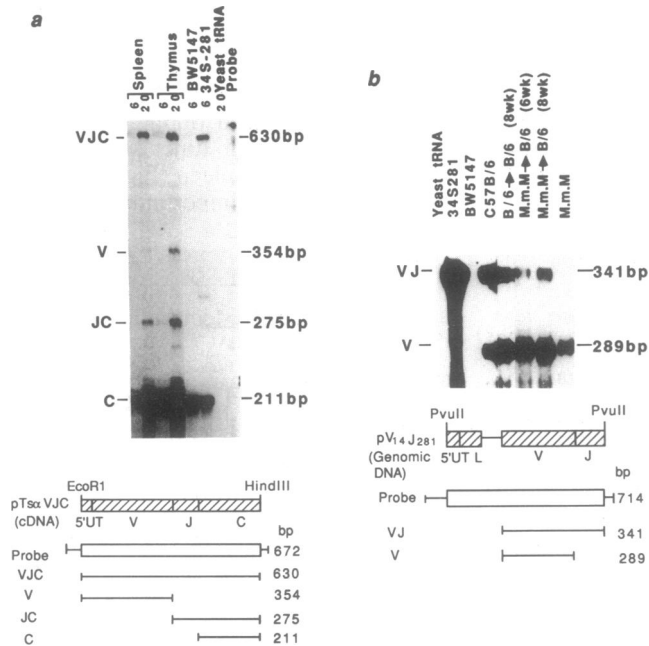 a
Spleen
Thymus
BW5147
34S-281
Yeast tRNA
Probe
6
20
6
20
6
6
20
VJC
630bp
V
354bp
JC
275bp
C
211bp
EcoR1
HindIII
pTsα VJC
(cDNA)
5'UT V J C
bp
Probe
672
VJC
630
V
354
JC
275
C
211
b
Yeast tRNA
34S281
BW5147
C57B/6
B/6→B/6 (8wk)
M.m.M→B/6 (6wk)
M.m.M→B/6 (8wk)
M.m.M
VJ
341bp
V
289bp
PvuII
PvuII
pV14J281
(Genomic
DNA)
5'UT L V J
bp
Probe
714
VJ
341
V
289